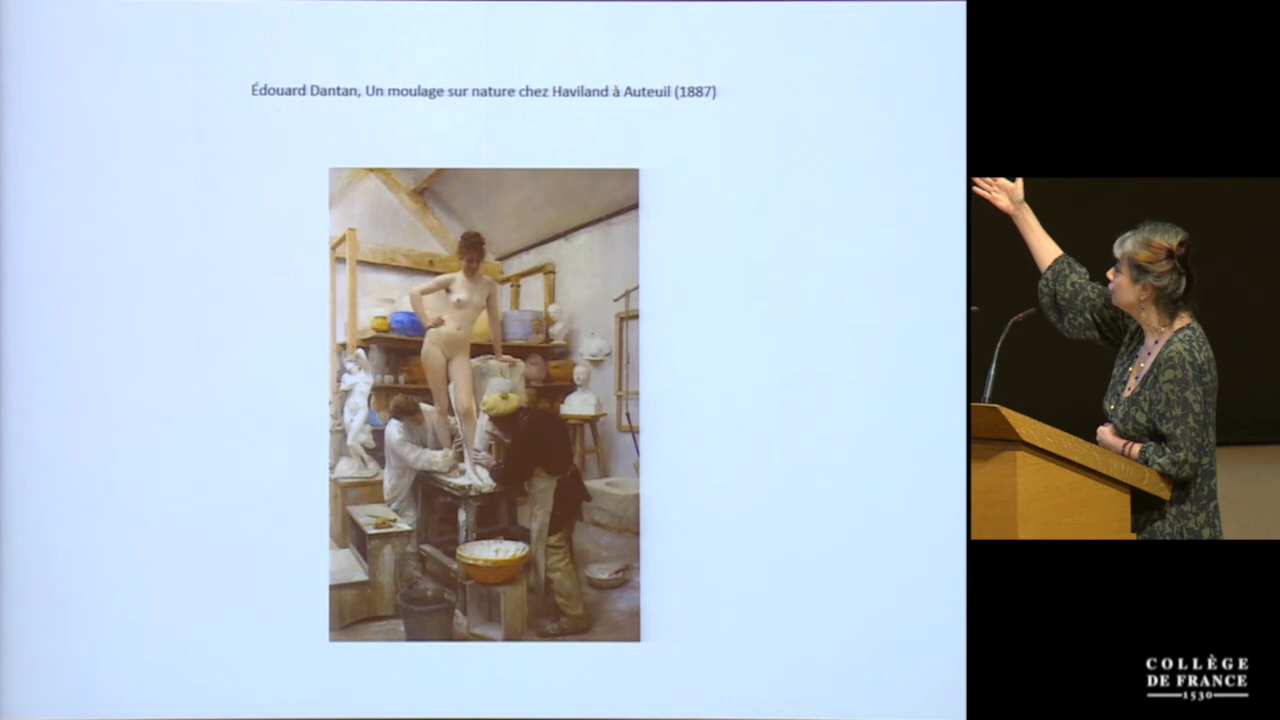 Édouard Dantan, Un moulage sur nature chez Haviland à Auteuil (1887)
COLLÈGE
DE FRANCE
1530